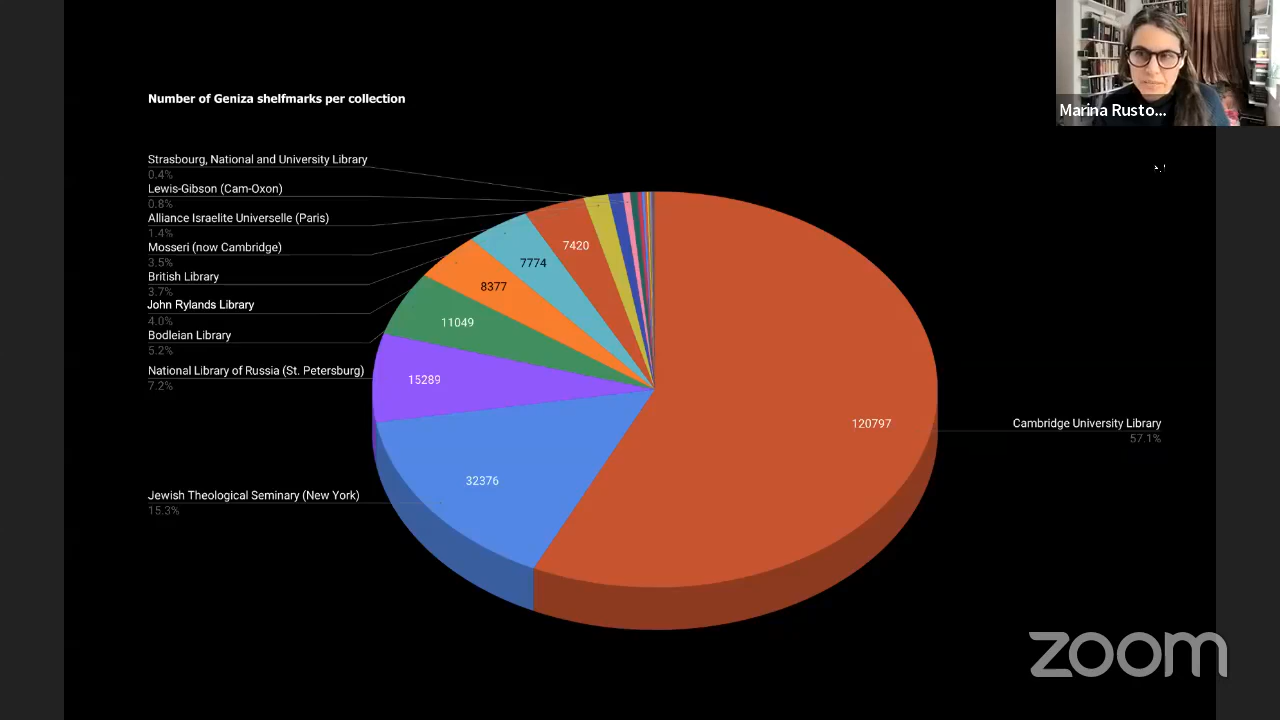 Marina Rusto...
Number of Geniza shelfmarks per collection
Strasbourg, National and University Library
0.4%
Lewis-Gibson (Cam-Oxon)
0.8%
Alliance Israelite Universelle (Paris)
1.4%
Mosseri (now Cambridge)
3.5%
British Library
3.7%
John Rylands Library
4.0%
Bodleian Library
5.2%
National Library of Russia (St. Petersburg)
7.2%
Jewish Theological Seminary (New York)
15.3%
7420
7774
8377
11049
15289
32376
120797
Cambridge University Library
57.1%
zoom